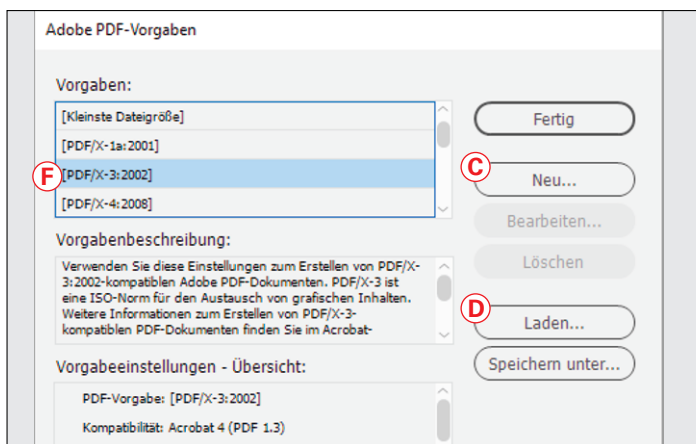 Adobe PDF-Vorgaben
Vorgaben:
[Kleinste Dateigröße]
[PDF/X-1a:2001]
F [PDF/X-3:2002]
[PDF/X-4:2008]
Fertig
C Neu...
Bearbeiten...
Löschen
D Laden...
Speichern unter...
Vorgabenbeschreibung:
Verwenden Sie diese Einstellungen zum Erstellen von PDF/X-
3:2002-kompatiblen Adobe PDF-Dokumenten. PDF/X-3 ist
eine ISO-Norm für den Austausch von grafischen Inhalten.
Weitere Informationen zum Erstellen von PDF/X-3-
kompatiblen PDF-Dokumenten finden Sie im Acrobat-
Vorgabeeinstellungen - Übersicht:
PDF-Vorgabe: [PDF/X-3:2002]
Kompatibilität: Acrobat 4 (PDF 1.3)